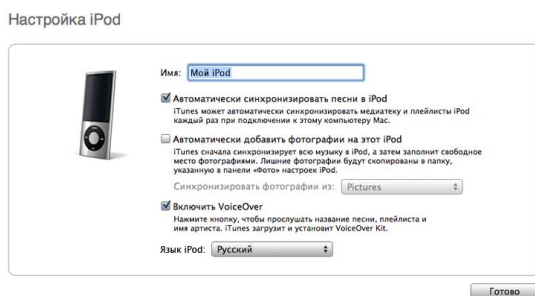 Настройка iPod
Имя: Мой iPod
Автоматически синхронизировать песни в iPod
iTunes может автоматически синхронизировать медиатеку и плейлисты iPod
каждый раз при подключении к этому компьютеру Mac.
Автоматически добавить фотографии на этот iPod
iTunes сначала синхронизирует всю музыку в iPod, а затем заполнит свободное
место фотографиями. Лишние фотографии будут скопированы в папку,
указанную в панели «Фото» настроек iPod.
Синхронизировать фотографии из: Pictures
Включить VoiceOver
Нажмите кнопку, чтобы прослушать название песни, плейлиста и
имя артиста. iTunes загрузит и установит VoiceOver Kit.
Язык iPod: Русский
Готово